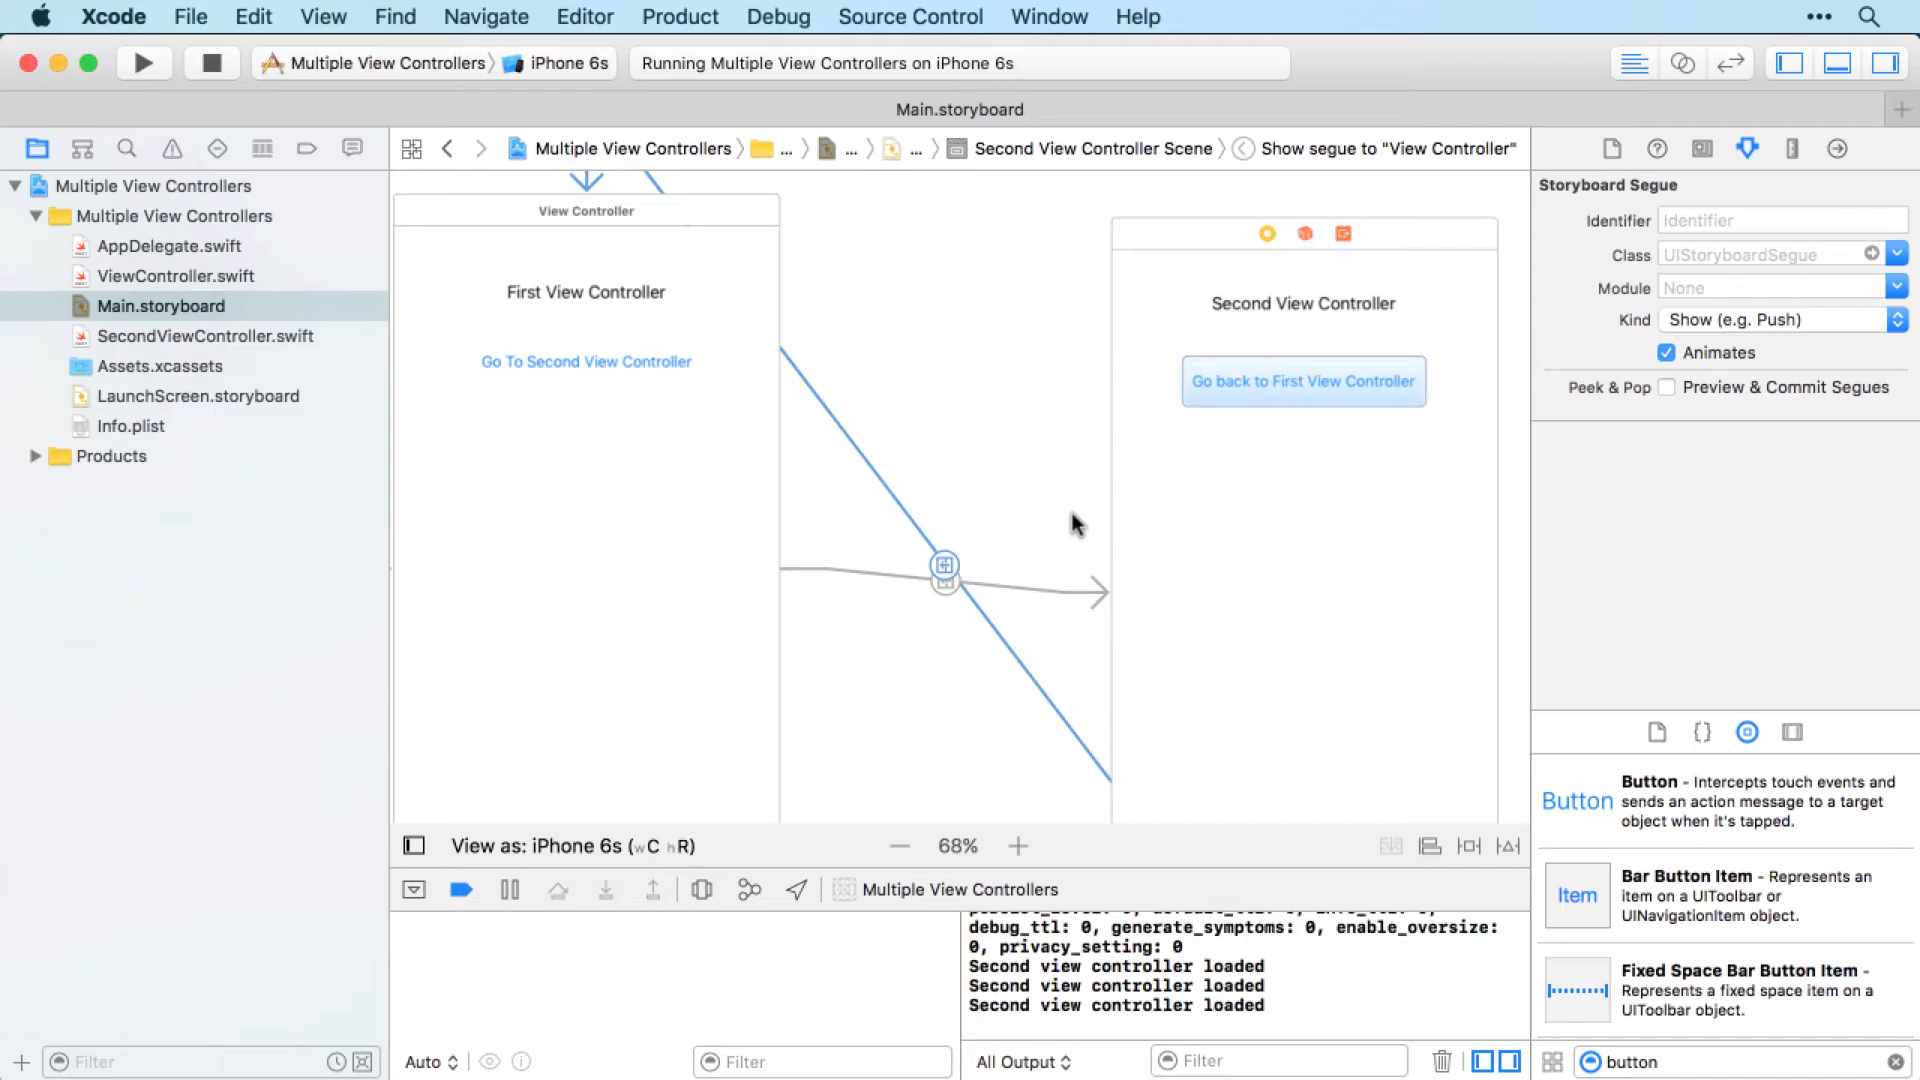 Xcode File Edit View Find Navigate Editor Product Debug Source Control Window Help
Multiple View Controllers iPhone 6s
Running Multiple View Controllers on iPhone 6s
Main.storyboard
Multiple View Controllers
...
...
...
Second View Controller Scene
Show segue to "View Controller"
Multiple View Controllers
Multiple View Controllers
AppDelegate.swift
ViewController.swift
Main.storyboard
SecondViewController.swift
Assets.xcassets
LaunchScreen.storyboard
Info.plist
Products
Filter
View Controller
First View Controller
Go To Second View Controller
Second View Controller
Go back to First View Controller
View as: iPhone 6s (wC hR)
68%
Multiple View Controllers
debug_ttl: 0, generate_symptoms: 0, enable_oversize:
0, privacy_setting: 0
Second view controller loaded
Second view controller loaded
Second view controller loaded
Auto
Filter
All Output
Filter
Storyboard Segue
Identifier Identifier
Class UIStoryboardSegue
Module None
Kind Show (e.g. Push)
Animates
Peek & Pop Preview & Commit Segues
Button
Button - Intercepts touch events and
sends an action message to a target
object when it's tapped.
Item
Bar Button Item - Represents an
item on a UIToolbar or
UINavigationItem object.
Fixed Space Bar Button Item -
Represents a fixed space item on a
UIToolbar object.
button